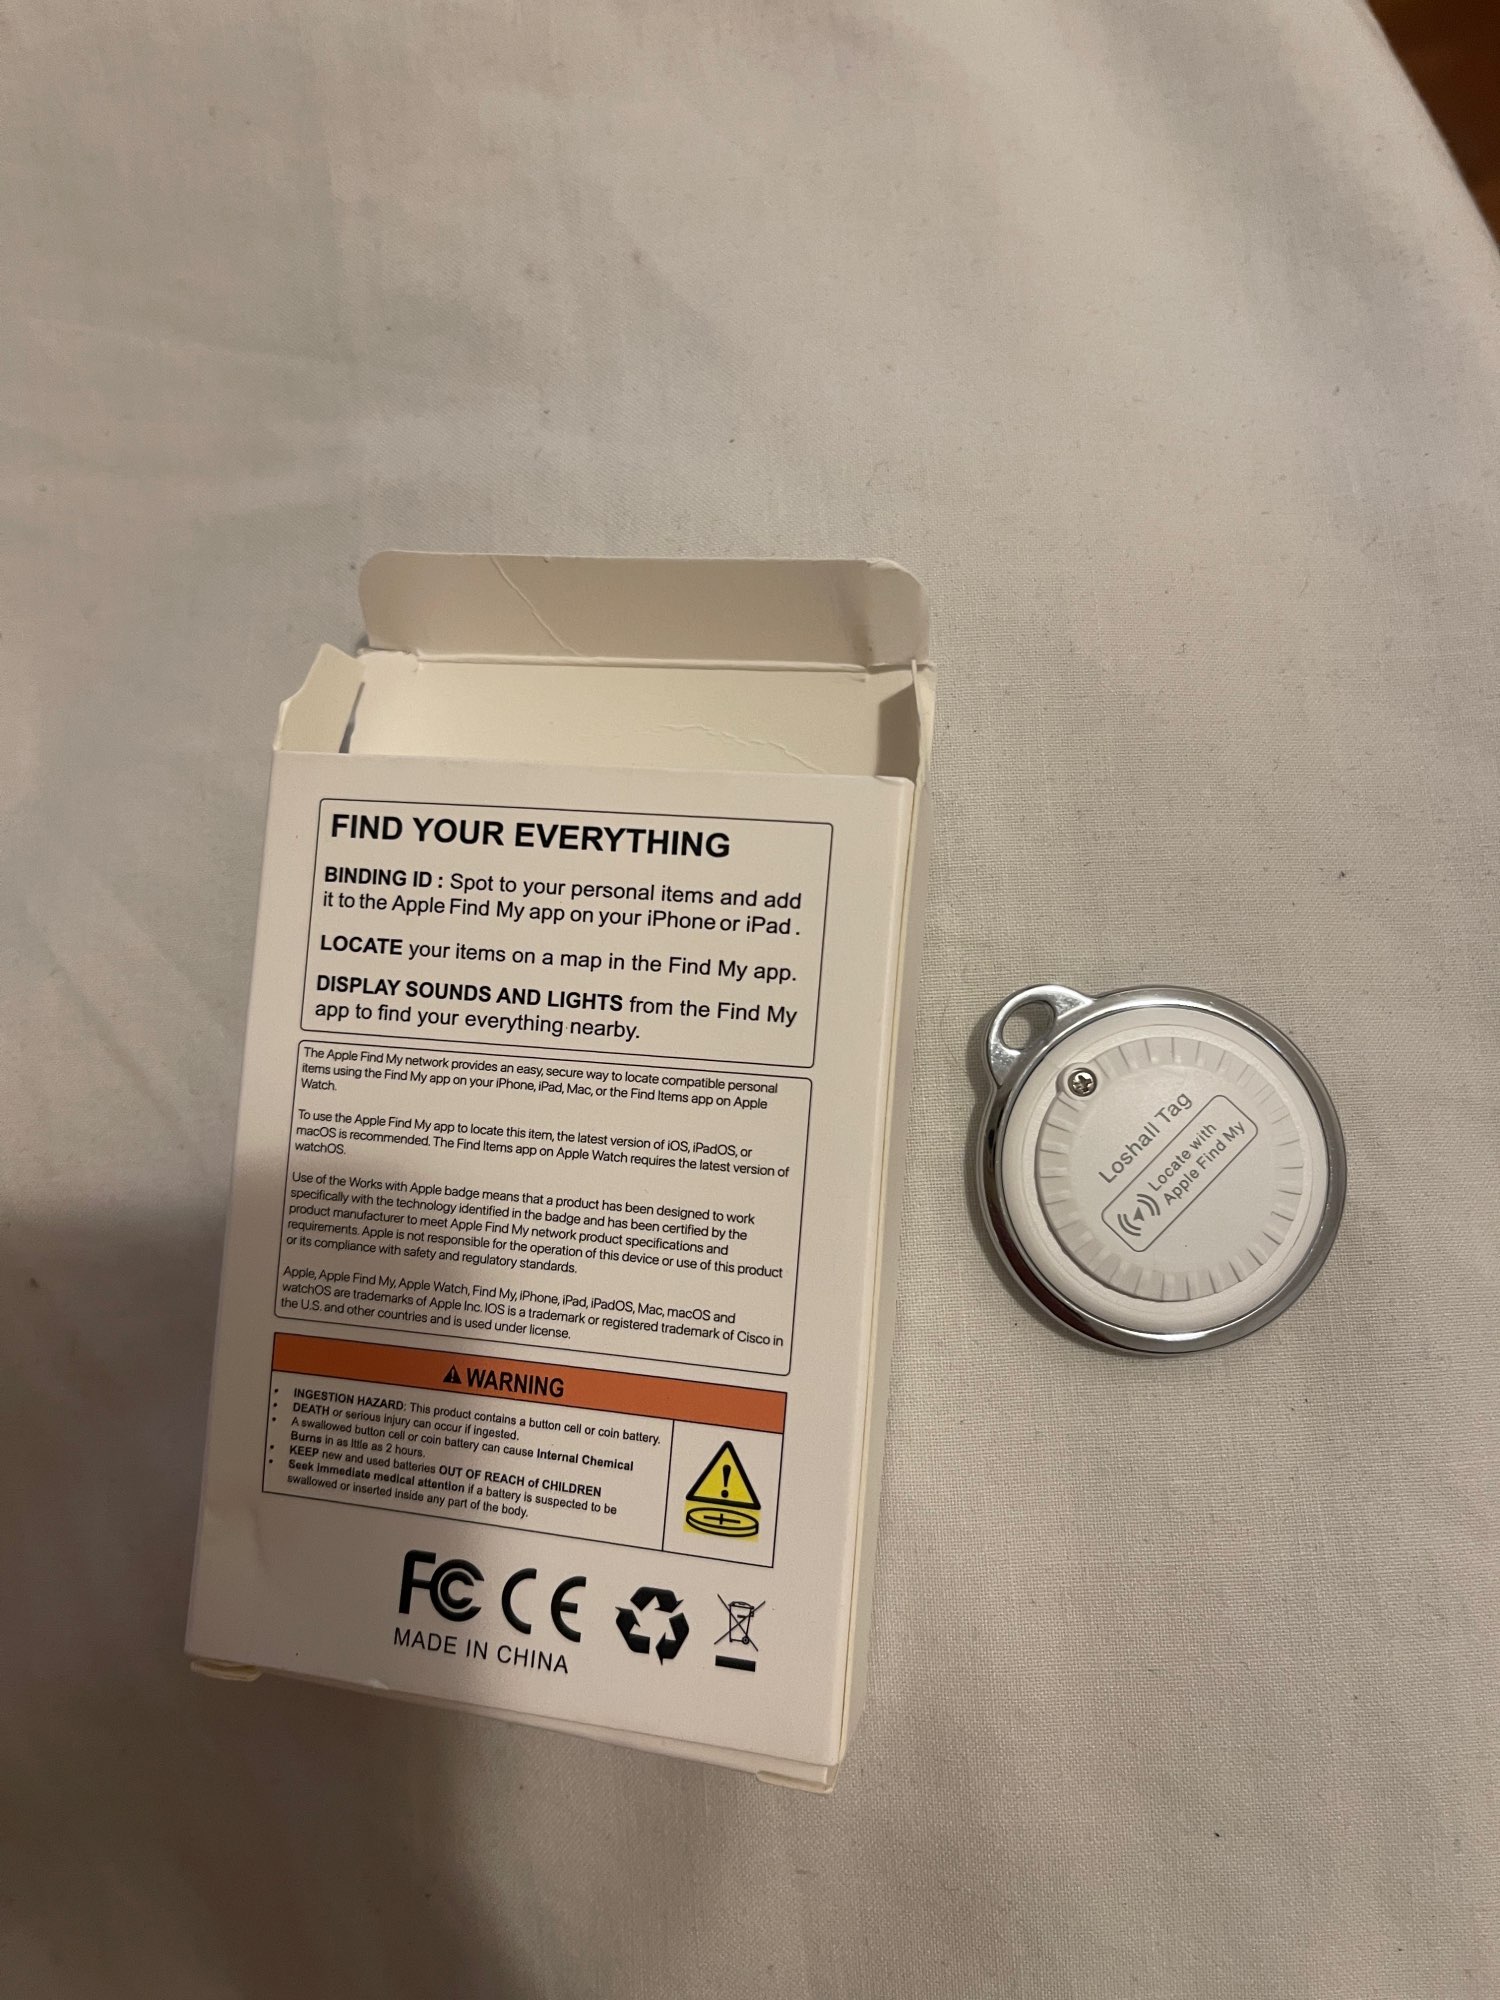 FIND YOUR EVERYTHING
BINDING ID : Spot to your personal items and add
it to the Apple Find My app on your iPhone or iPad .
LOCATE your items on a map in the Find My app.
DISPLAY SOUNDS AND LIGHTS from the Find My
app to find your everything nearby.
The Apple Find My network provides an easy, secure way to locate compatible personal
items using the Find My app on your iPhone, iPad, Mac, or the Find Items app on Apple
Watch.
To use the Apple Find My app to locate this item, the latest version of iOS, iPadOS, or
macOS is recommended. The Find Items app on Apple Watch requires the latest version of
watchOS.
Use of the Works with Apple badge means that a product has been designed to work
specifically with the technology identified in the badge and has been certified by the
product manufacturer to meet Apple Find My network product specifications and
requirements. Apple is not responsible for the operation of this device or use of this product
or its compliance with safety and regulatory standards.
Apple, Apple Find My, Apple Watch, Find My, iPhone, iPad, iPadOS, Mac, macOS and
watchOS are trademarks of Apple Inc. IOS is a trademark or registered trademark of Cisco in
the U.S. and other countries and is used under license.
WARNING
• INGESTION HAZARD: This product contains a button cell or coin battery.
• DEATH or serious injury can occur if ingested.
• A swallowed button cell or coin battery can cause Internal Chemical
Burns in as little as 2 hours.
• KEEP new and used batteries OUT OF REACH of CHILDREN
• Seek immediate medical attention if a battery is suspected to be
swallowed or inserted inside any part of the body.
FC CE
MADE IN CHINA
Loshall Tag
Locate with
Apple Find My